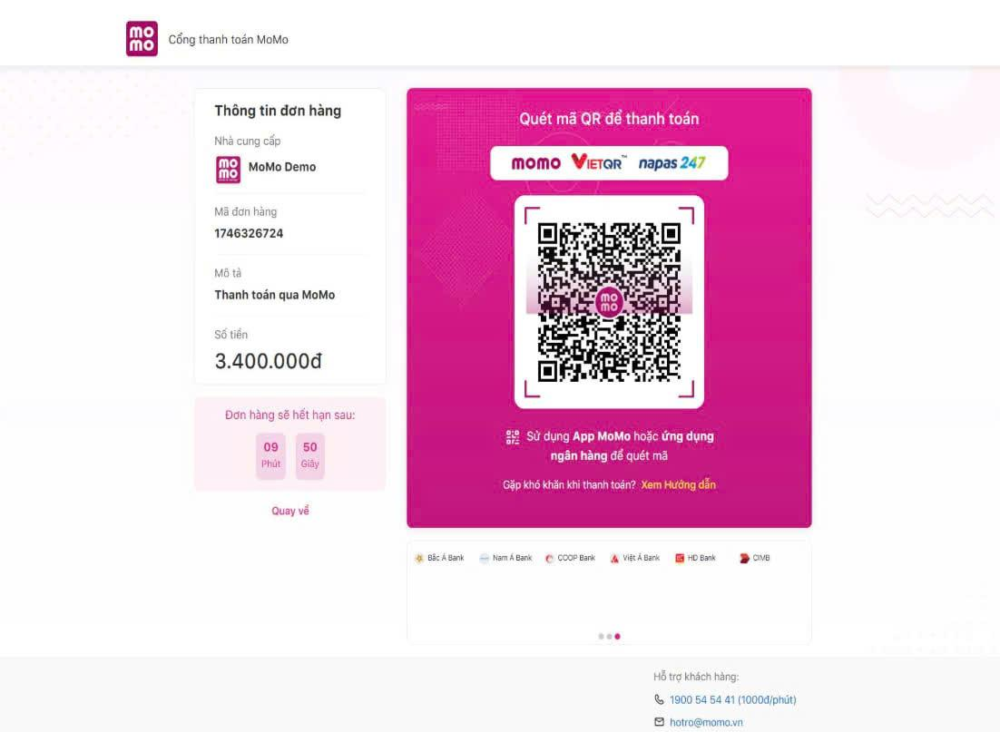 MOMO
Cổng thanh toán MoMo
Thông tin đơn hàng
Nhà cung cấp
MOMO
MoMo Demo
Mã đơn hàng
1746326724
Mô tả
Thanh toán qua MoMo
Số tiền
3.400.000đ
Đơn hàng sẽ hết hạn sau:
09 50
Phút Giây
Quay về
Quét mã QR để thanh toán
momo VIETQR™ napas 247
MOMO
Sử dụng App MoMo hoặc ứng dụng
ngân hàng để quét mã
Gặp khó khăn khi thanh toán? Xem Hướng dẫn
Bắc Á Bank Nam Á Bank COOP Bank Việt Á Bank HD Bank CIMB
Hỗ trợ khách hàng:
1900 54 54 41 (1000đ/phút)
hotro@momo.vn